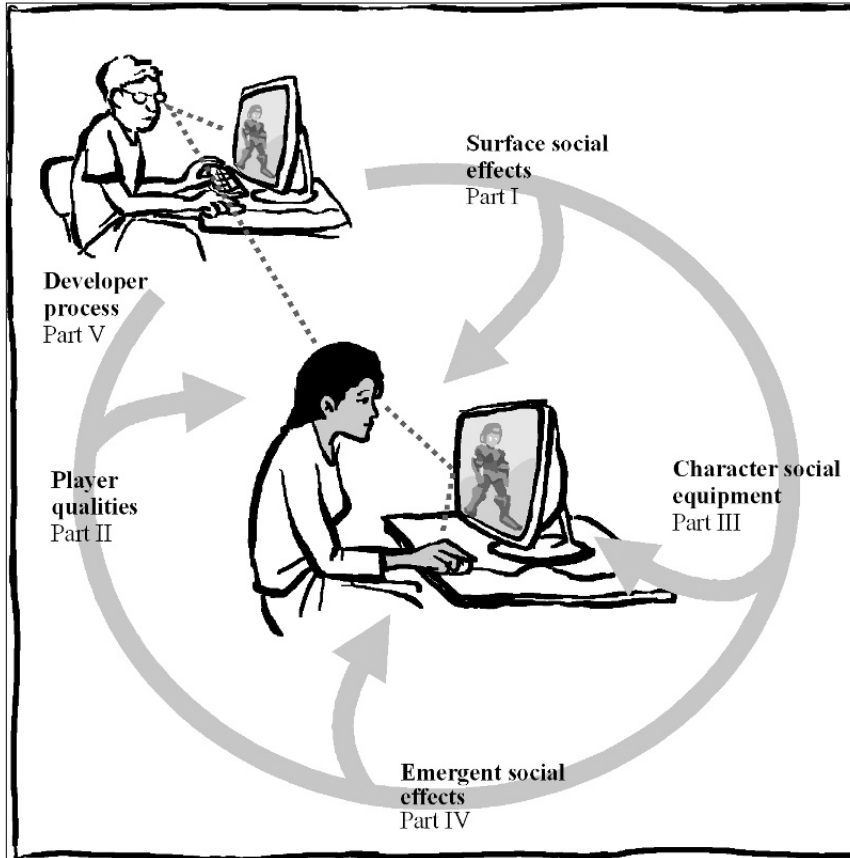 Surface social
effects
Part I
Developer
process
Part V
Player
qualities
Part II
Character social
equipment
Part III
Emergent social
effects
Part IV